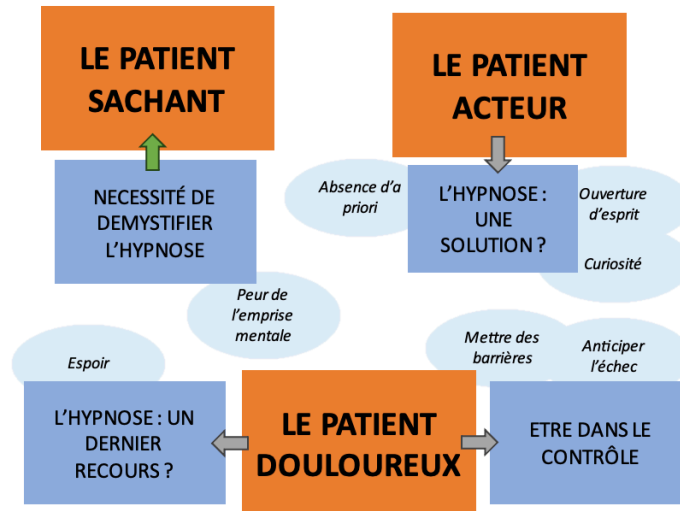 LE PATIENT
SACHANT
LE PATIENT
ACTEUR
NECESSITÉ DE
DEMYSTIFIER
L'HYPNOSE
Absence d'a
priori
L'HYPNOSE :
UNE
SOLUTION ?
Ouverture
d'esprit
Curiosité
Peur de
l'emprise
mentale
Espoir
Mettre des
barrières
Anticiper
l'échec
L'HYPNOSE : UN
DERNIER
RECOURS ?
LE PATIENT
DOULOUREUX
ETRE DANS LE
CONTRÔLE